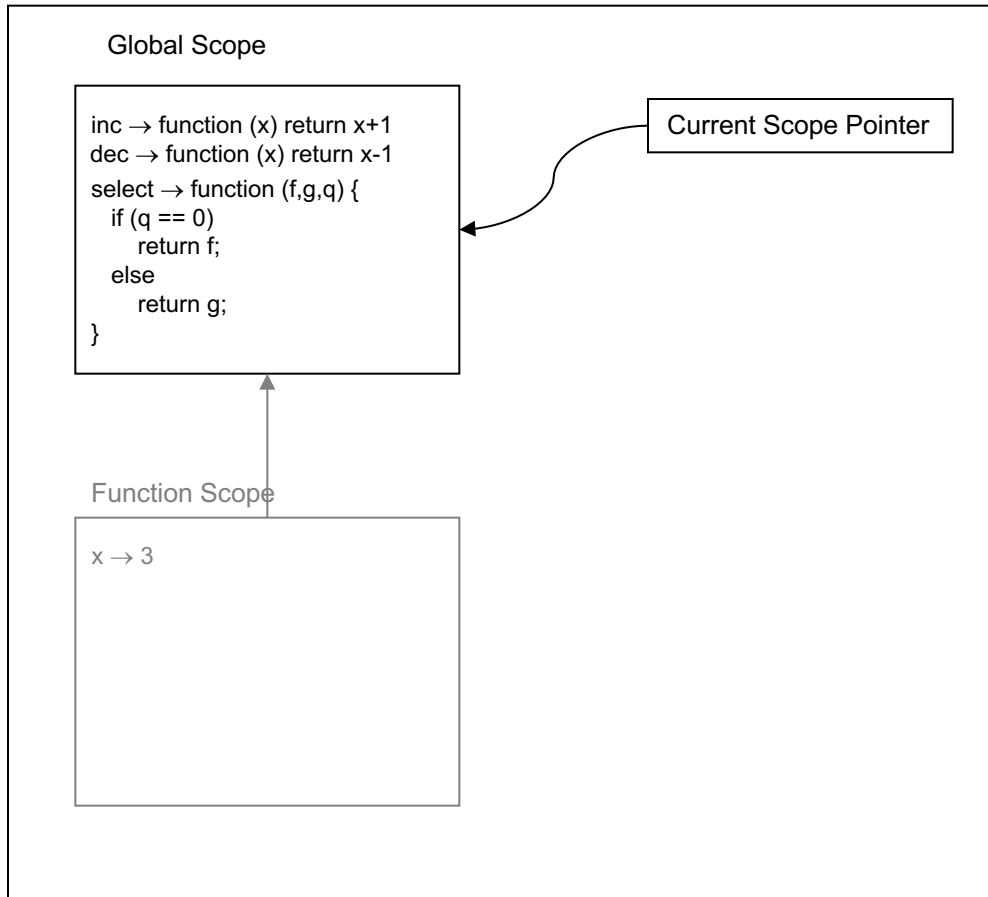 Global Scope
inc → function (x) return x+1
dec → function (x) return x-1
select → function (f,g,q) {
if (q == 0)
return f;
else
return g;
}
Current Scope Pointer
Function Scope
x → 3